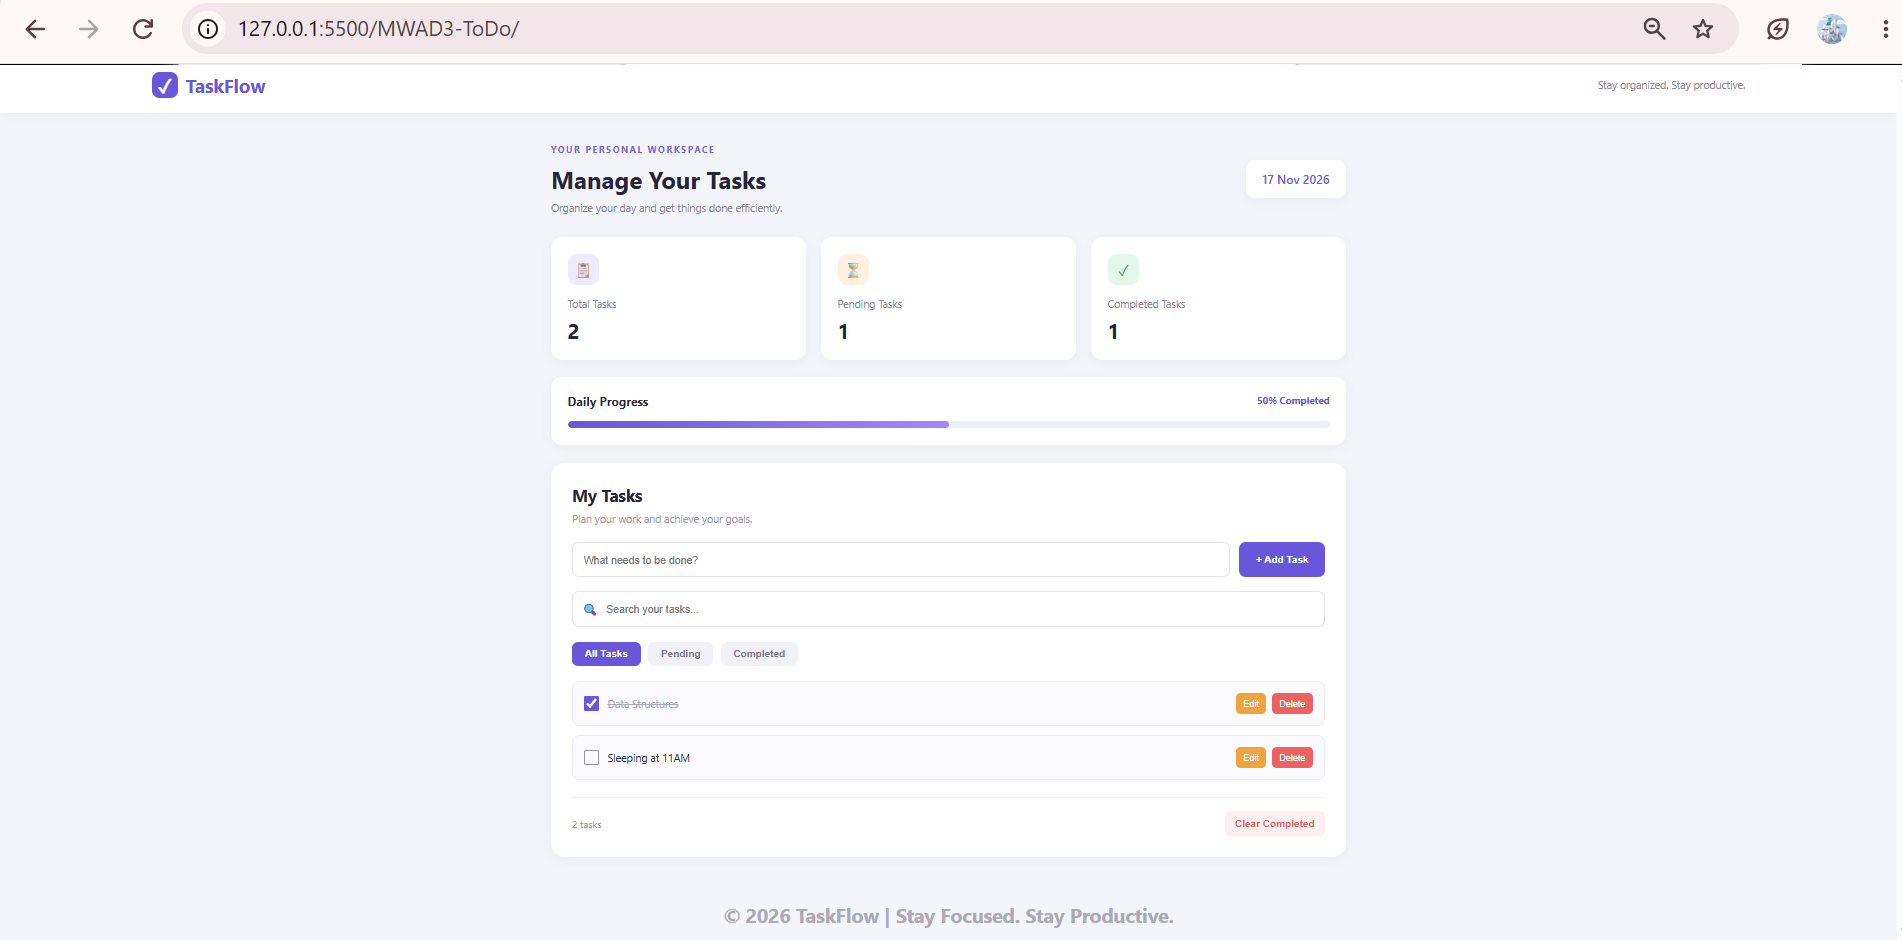 127.0.0.1:5500/MWAD3-ToDo/
TaskFlow
Stay organized. Stay productive.
YOUR PERSONAL WORKSPACE
Manage Your Tasks
17 Nov 2026
Organize your day and get things done efficiently.
Total Tasks
2
Pending Tasks
1
Completed Tasks
1
Daily Progress
50% Completed
My Tasks
Plan your work and achieve your goals.
What needs to be done?
+ Add Task
Search your tasks...
All Tasks
Pending
Completed
Data Structures
Edit
Delete
Sleeping at 11AM
Edit
Delete
2 tasks
Clear Completed
© 2026 TaskFlow | Stay Focused. Stay Productive.